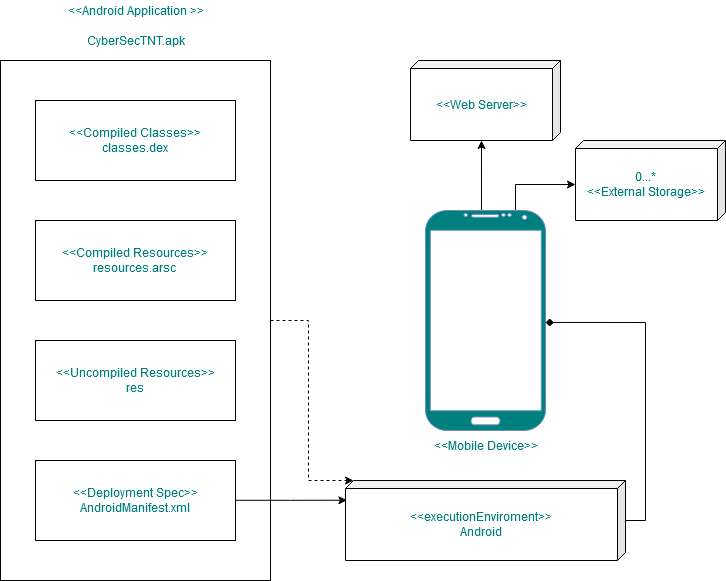 <<Android Application >>
CyberSecTNT.apk
<<Compiled Classes>>
classes.dex
<<Compiled Resources>>
resources.arsc
<<Uncompiled Resources>>
res
<<Deployment Spec>>
AndroidManifest.xml
<<Web Server>>
0...*
<<External Storage>>
<<Mobile Device>>
<<executionEnviroment>>
Android